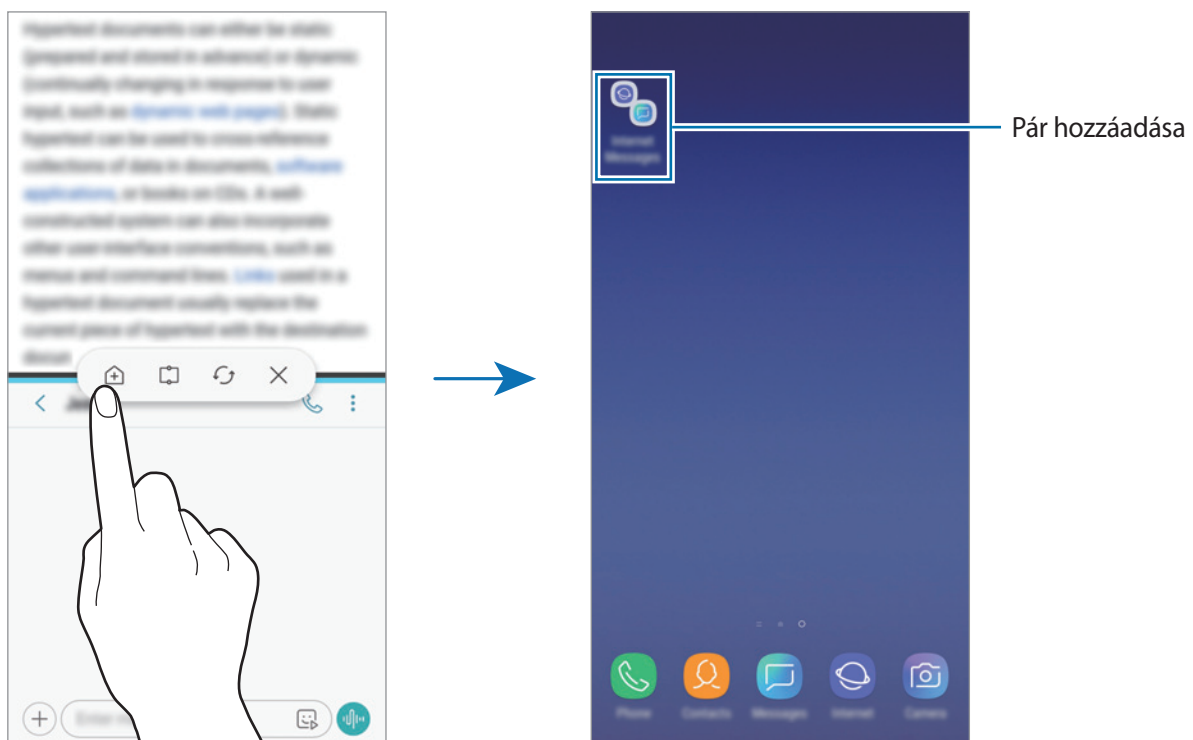 Hypertext documents can either be static
(prepared and stored in advance) or dynamic
(continually changing in response to user
input, such as dynamic web pages). Static
hypertext can be used to cross-reference
collections of data in documents, software
applications, or books on CDs. A well-
constructed system can also incorporate
other user-interface conventions, such as
menus and command lines. Links used in a
hypertext document usually replace the
current piece of hypertext with the destination
docum
Internet
Messages
Pár hozzáadása
Phone Contacts Messages Internet Camera